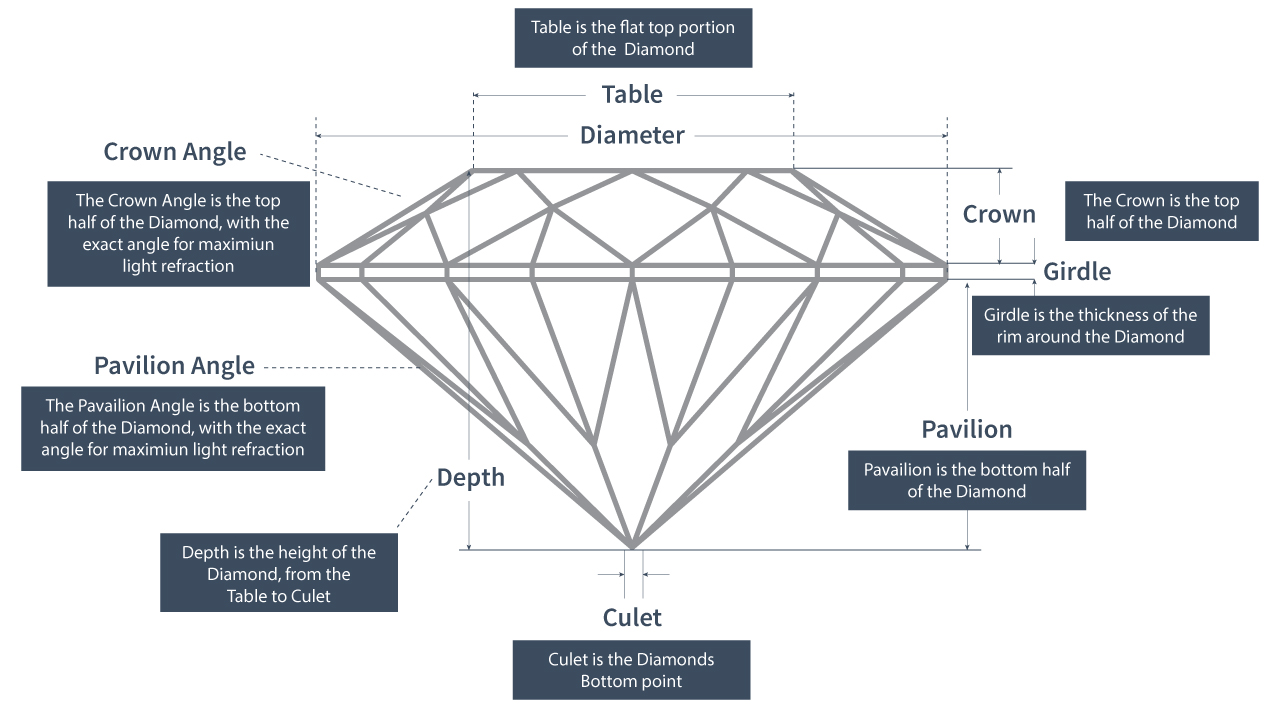 Table is the flat top portion
of the Diamond
Table
Diameter
Crown Angle
The Crown Angle is the top
half of the Diamond, with the
exact angle for maximiun
light refraction
Crown
The Crown is the top
half of the Diamond
Girdle
Girdle is the thickness of the
rim around the Diamond
Pavilion Angle
The Pavailion Angle is the bottom
half of the Diamond, with the exact
angle for maximiun light refraction
Pavilion
Pavailion is the bottom half
of the Diamond
Depth
Depth is the height of the
Diamond, from the
Table to Culet
Culet
Culet is the Diamonds
Bottom point